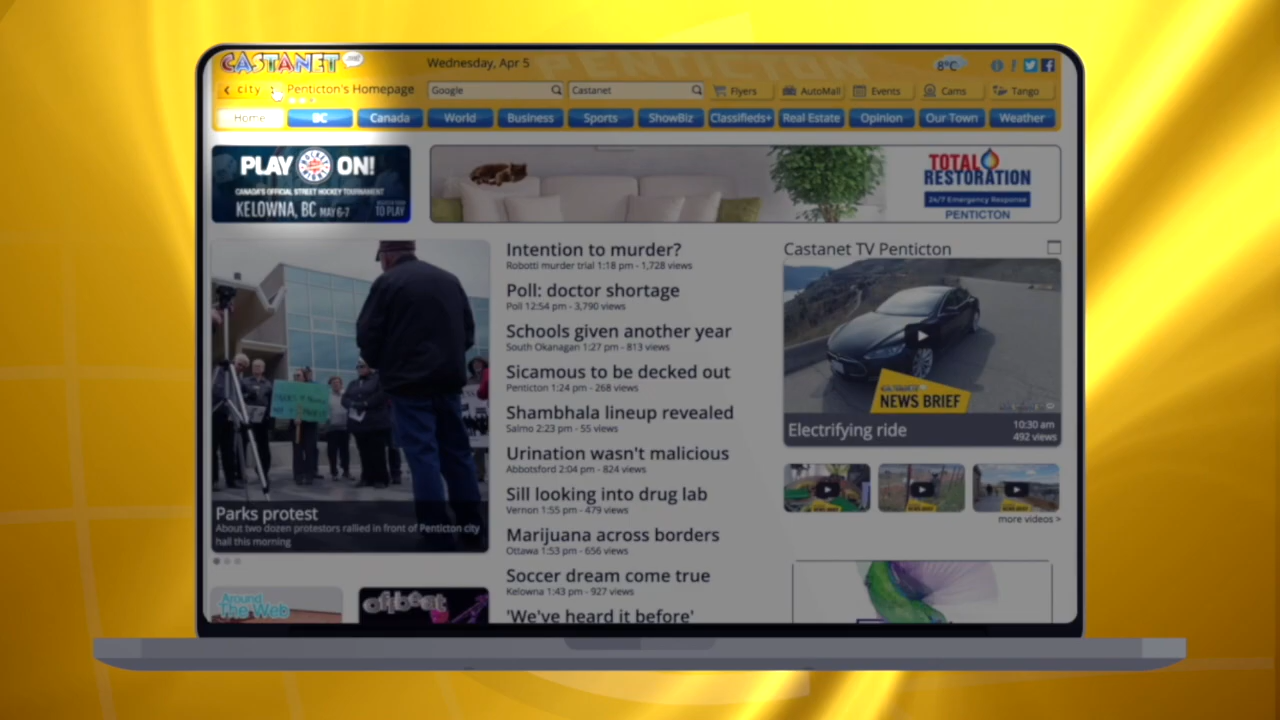 CASTANET .net
Wednesday, Apr 5
PENTICTON
8°C
< city >
Penticton's Homepage
Google
Castanet
Flyers
AutoMall
Events
Cams
Tango
Home
BC
Canada
World
Business
Sports
ShowBiz
Classifieds+
Real Estate
Opinion
Our Town
Weather
PLAY ON!
CANADA'S OFFICIAL STREET HOCKEY TOURNAMENT
KELOWNA, BC MAY 6-7
TO PLAY
TOTAL
RESTORATION
24/7 Emergency Response
PENTICTON
Parks protest
About two dozen protestors rallied in front of Penticton city
hall this morning
Around
The Web
offbeat
Intention to murder?
Robotti murder trial 1:18 pm - 1,728 views
Poll: doctor shortage
Poll 12:54 pm - 3,790 views
Schools given another year
South Okanagan 1:27 pm - 813 views
Sicamous to be decked out
Penticton 1:24 pm - 268 views
Shambhala lineup revealed
Salmo 2:23 pm - 55 views
Urination wasn't malicious
Abbotsford 2:04 pm - 824 views
Sill looking into drug lab
Vernon 1:55 pm - 479 views
Marijuana across borders
Ottawa 1:53 pm - 656 views
Soccer dream come true
Kelowna 1:43 pm - 927 views
'We've heard it before'
Castanet TV Penticton
NEWS BRIEF
Electrifying ride
10:30 am
492 views
more videos >